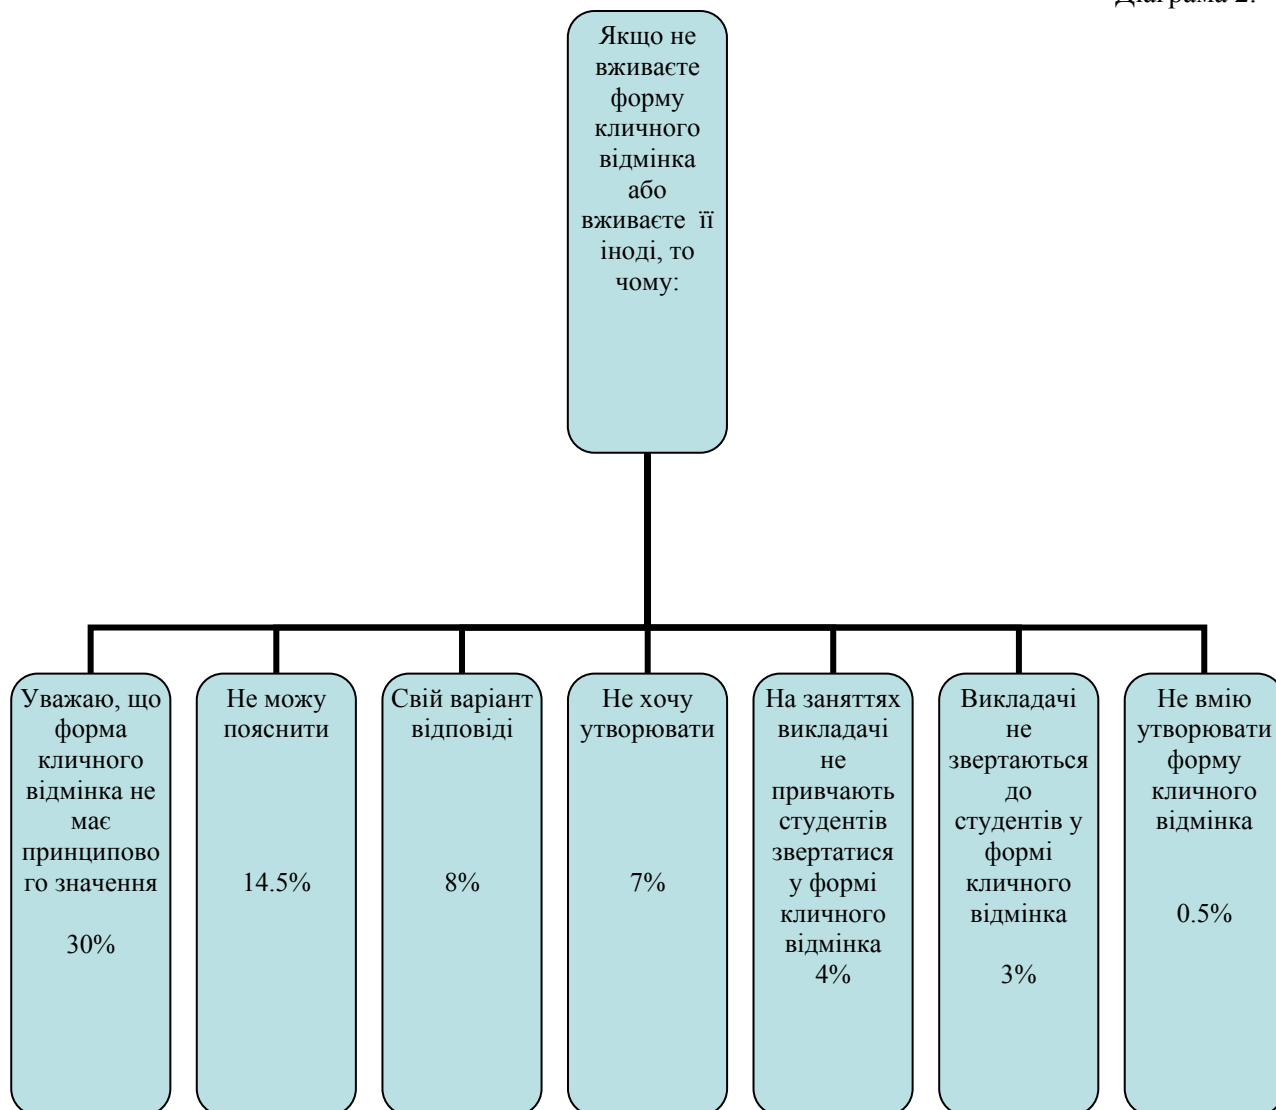 Діаграма 2.
Якщо не
вживаєте
форму
кличного
відмінка
або
вживаєте її
іноді, то
чому:
Уважаю, що
форма
кличного
відмінка не
має
принципово
го значення
30%
Не можу
пояснити
14.5%
Свій варіант
відповіді
8%
Не хочу
утворювати
7%
На заняттях
викладачі
не
привчають
студентів
звертатися
у формі
кличного
відмінка
4%
Викладачі
не
звертаються
до
студентів у
формі
кличного
відмінка
3%
Не вмію
утворювати
форму
кличного
відмінка
0.5%